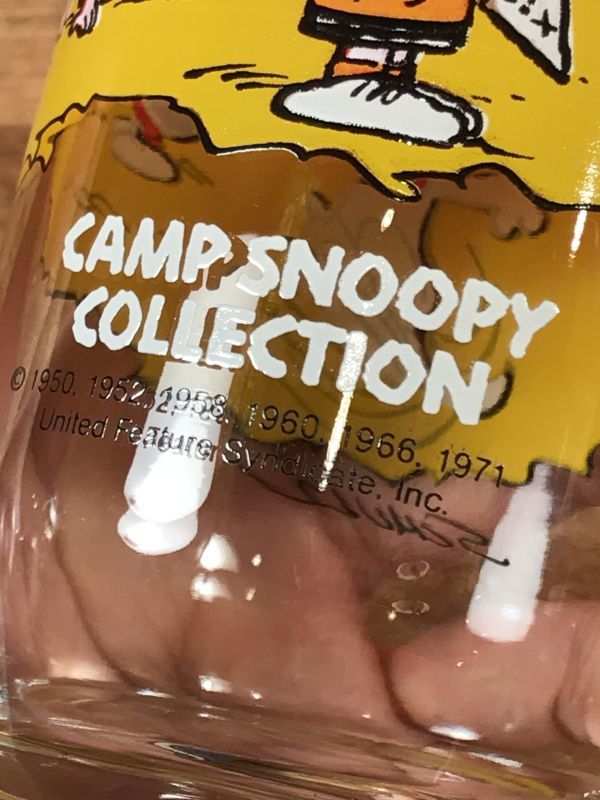 CAMP SNOOPY
COLLECTION
© 1950, 1952, 1958, 1960, 1966, 1971
United Feature Syndicate, Inc.